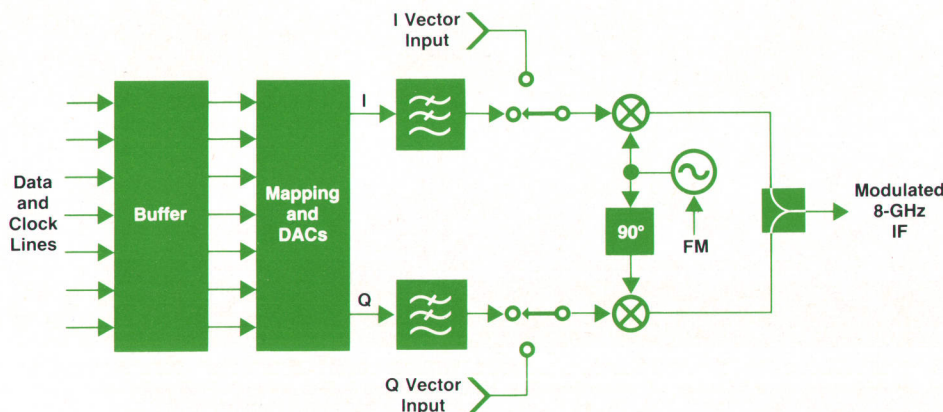 I Vector
Input
I
Data
and
Clock
Lines
Buffer
Mapping
and
DACs
90°
FM
Modulated
8-GHz
IF
Q
Q Vector
Input